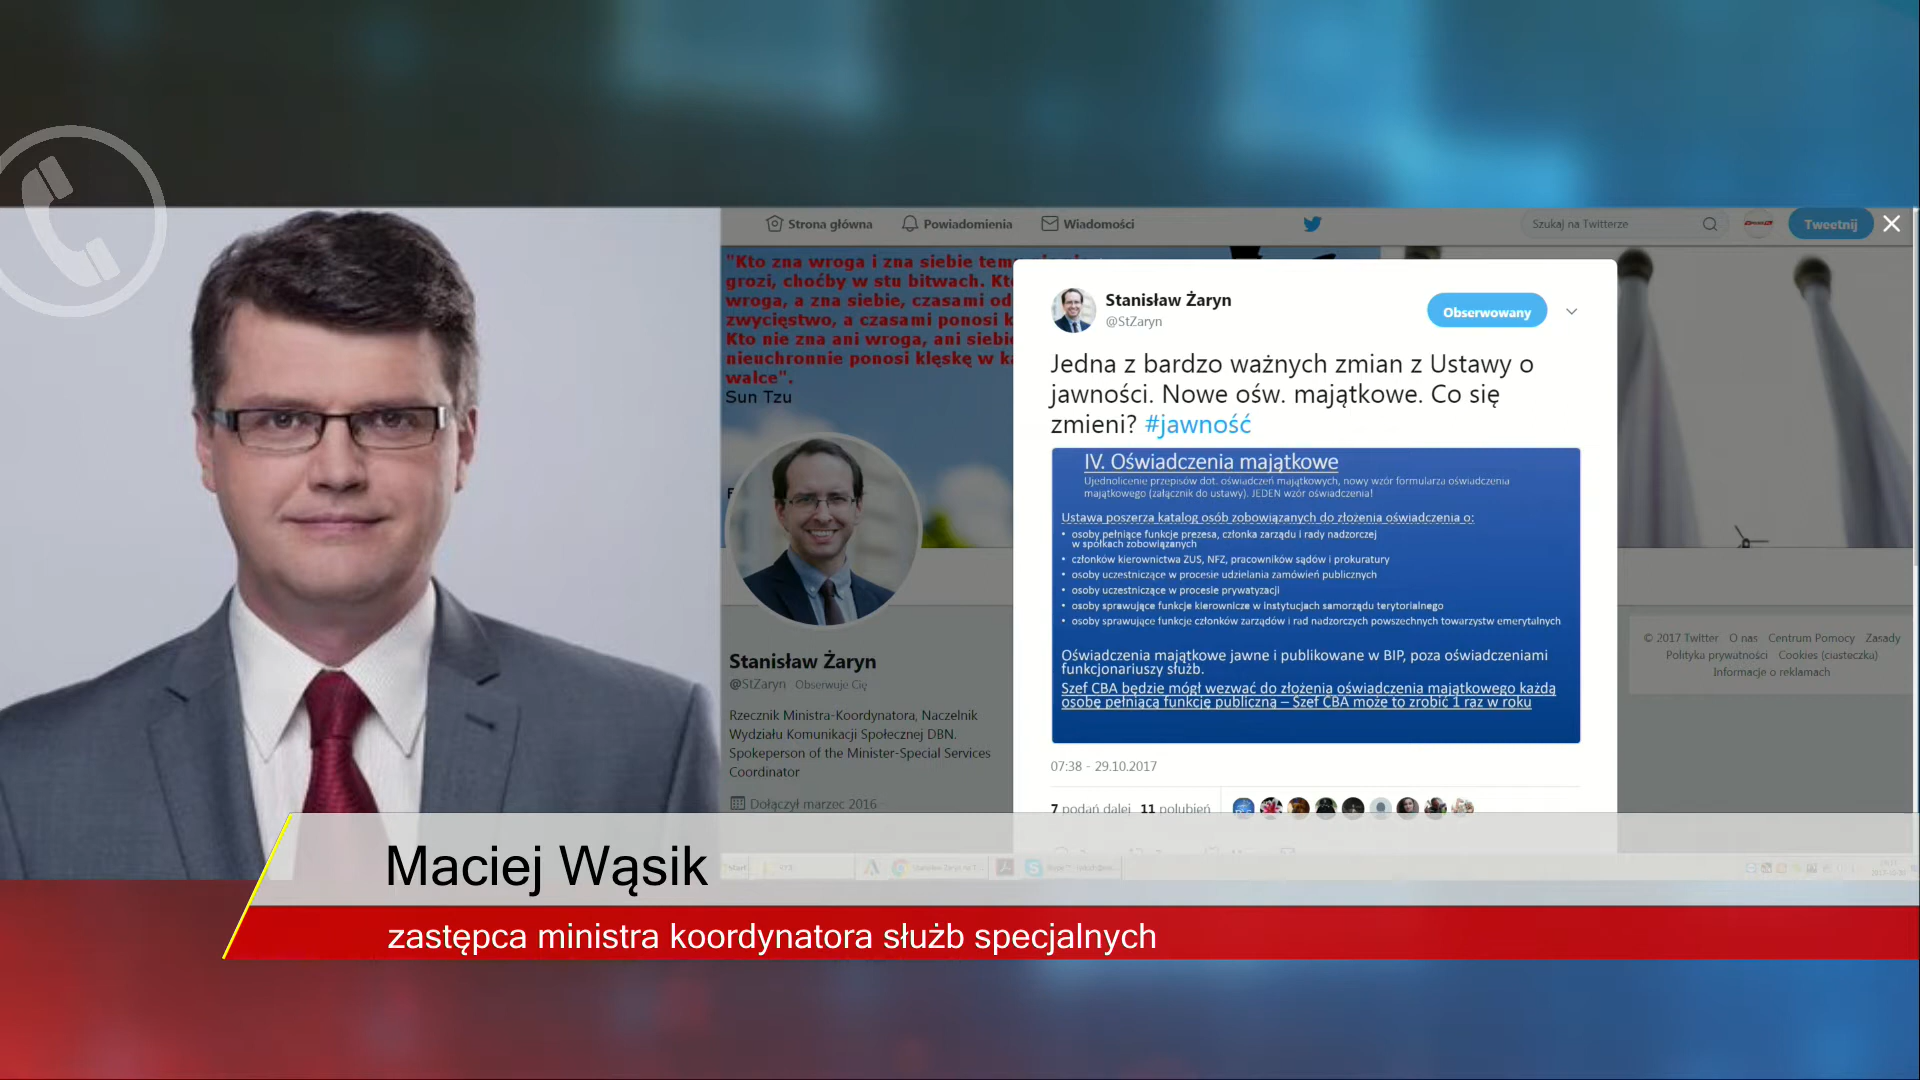 Strona główna
Powiadomienia
Wiadomości
Szukaj na Twitterze
Tweetnij
"Kto zna wroga i zna siebie temu
grozi, choćby w stu bitwach.
wroga, a zna siebie, czasami
zwycięstwo, a czasami ponosi
Kto nie zna ani wroga, ani
nieuchronnie ponosi klęskę w
walce".
Sun Tzu
Stanisław Żaryn
@StZaryn
Obserwowany
Jedna z bardzo ważnych zmian z Ustawy o
jawności. Nowe ośw. majątkowe. Co się
zmieni? #jawność
IV. Oświadczenia majątkowe
Ujednolicenie przepisów dot. oświadczeń majątkowych, nowy wzór formularza oświadczenia
majątkowego (załącznik do ustawy). JEDEN wzór oświadczenia!
Ustawa poszerza katalog osób zobowiązanych do złożenia oświadczenia o:
• osoby pełniące funkcje prezesa, członka zarządu i rady nadzorczej
w spółkach zobowiązanych
• członków kierownictwa ZUS, NFZ, pracowników sądów i prokuratury
• osoby uczestniczące w procesie udzielania zamówień publicznych
• osoby uczestniczące w procesie prywatyzacji
• osoby sprawujące funkcje kierownicze w instytucjach samorządu terytorialnego
• osoby sprawujące funkcje członków zarządów i rad nadzorczych powszechnych towarzystw emerytalnych
Oświadczenia majątkowe jawne i publikowane w BIP, poza oświadczeniami
funkcjonariuszy służb.
Szef CBA będzie mógł wezwać do złożenia oświadczenia majątkowego każdą
osobę pełniącą funkcję publiczną – Szef CBA może to zrobić 1 raz w roku
07:38 - 29.10.2017
7 podań dalej 11 polubień
Stanisław Żaryn
@StZaryn Obserwuje Cię
Rzecznik Ministra-Koordynatora, Naczelnik
Wydziału Komunikacji Społecznej DBN.
Spokeperson of the Minister-Special Services
Coordinator
Dołączył marzec 2016
© 2017 Twitter O nas Centrum Pomocy Zasady
Polityka prywatności Cookies (ciasteczka)
Informacje o reklamach
Maciej Wąsik
zastępca ministra koordynatora służb specjalnych